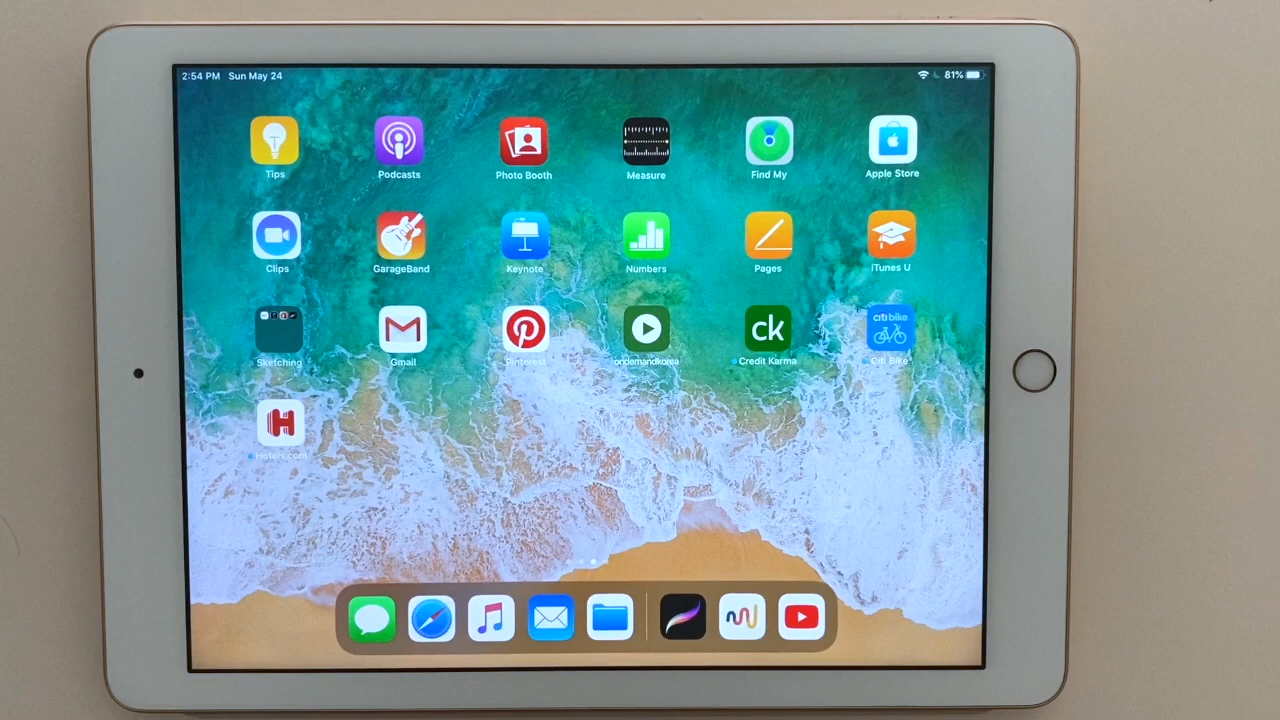 2:54 PM Sun May 24 81%
Tips Podcasts Photo Booth Measure Find My Apple Store
Clips GarageBand Keynote Numbers Pages iTunes U
citi bike
ck
Sketching Gmail Pinterest ondemandkorea Credit Karma Citi Bike
H
Hotels.com